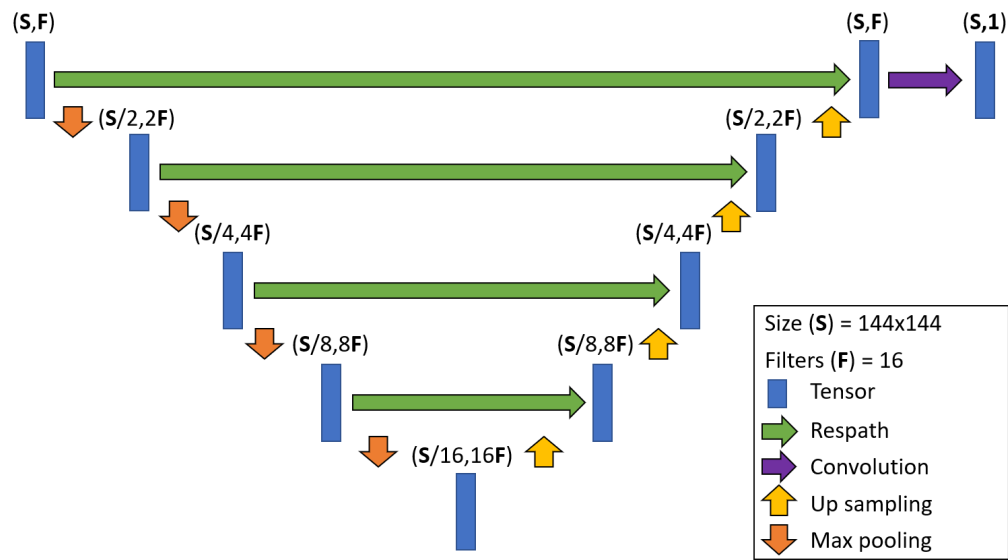 (S,F) (S,F) (S,1)
(S/2,2F) (S/2,2F)
(S/4,4F) (S/4,4F)
(S/8,8F) (S/8,8F)
(S/16,16F)
Size (S) = 144x144
Filters (F) = 16
Tensor
Respath
Convolution
Up sampling
Max pooling